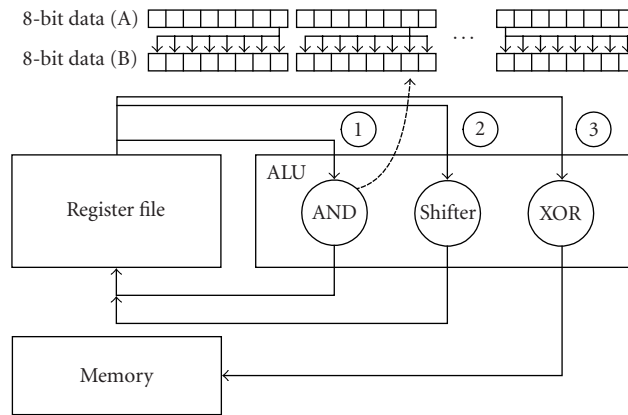 8-bit data (A)
8-bit data (B)
...
1
2
3
ALU
Register file
AND
Shifter
XOR
Memory